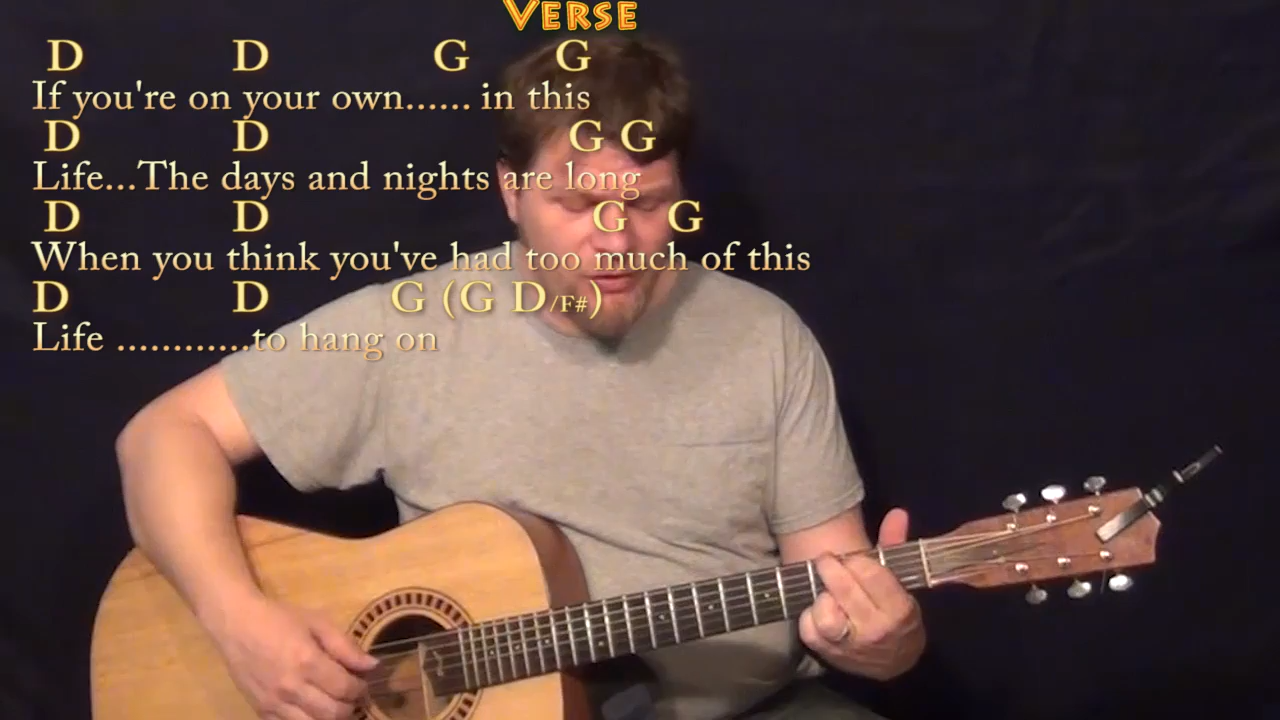 VERSE
D D G G
If you're on your own...... in this
D D G G
Life...The days and nights are long
D D G G
When you think you've had too much of this
D D G (G D/F#)
Life ............to hang on